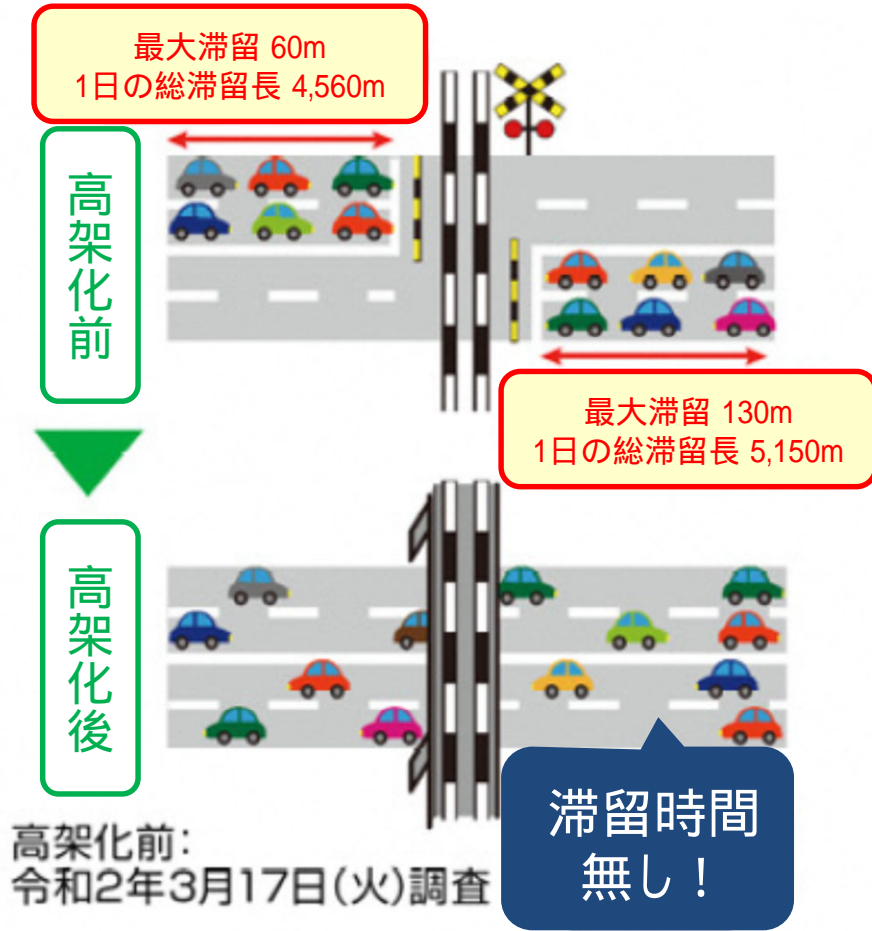 最大滞留 60m
1日の総滞留長 4,560m
高架化前
最大滞留 130m
1日の総滞留長 5,150m
高架化後
滞留時間
無し！
高架化前：
令和2年3月17日(火)調査